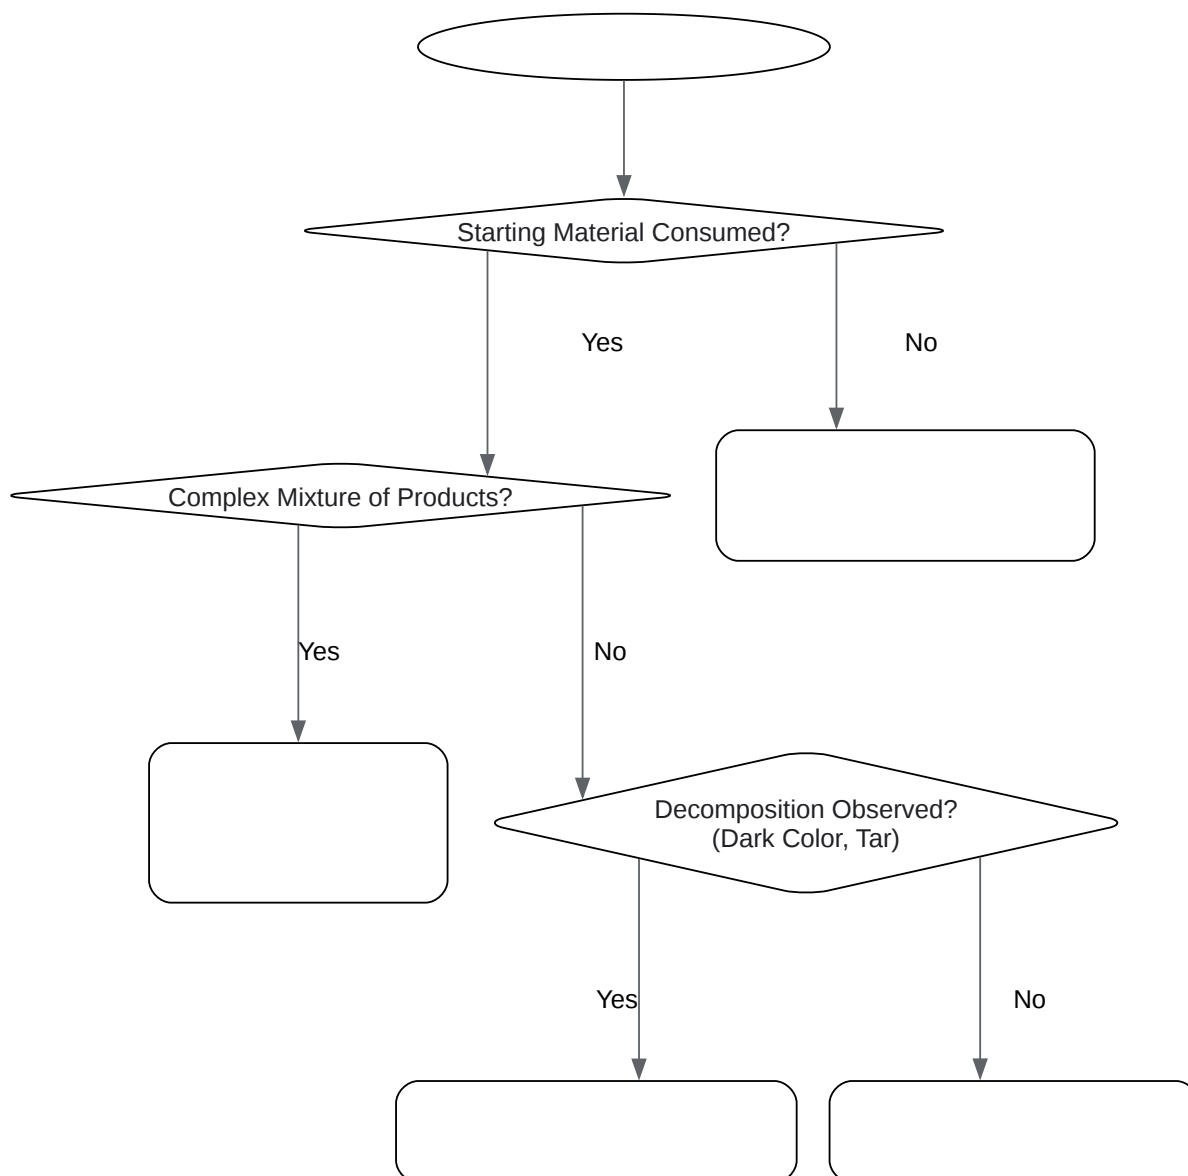 Starting Material Consumed?
Yes
No
Complex Mixture of Products?
Yes
No
Decomposition Observed?
(Dark Color, Tar)
Yes
No